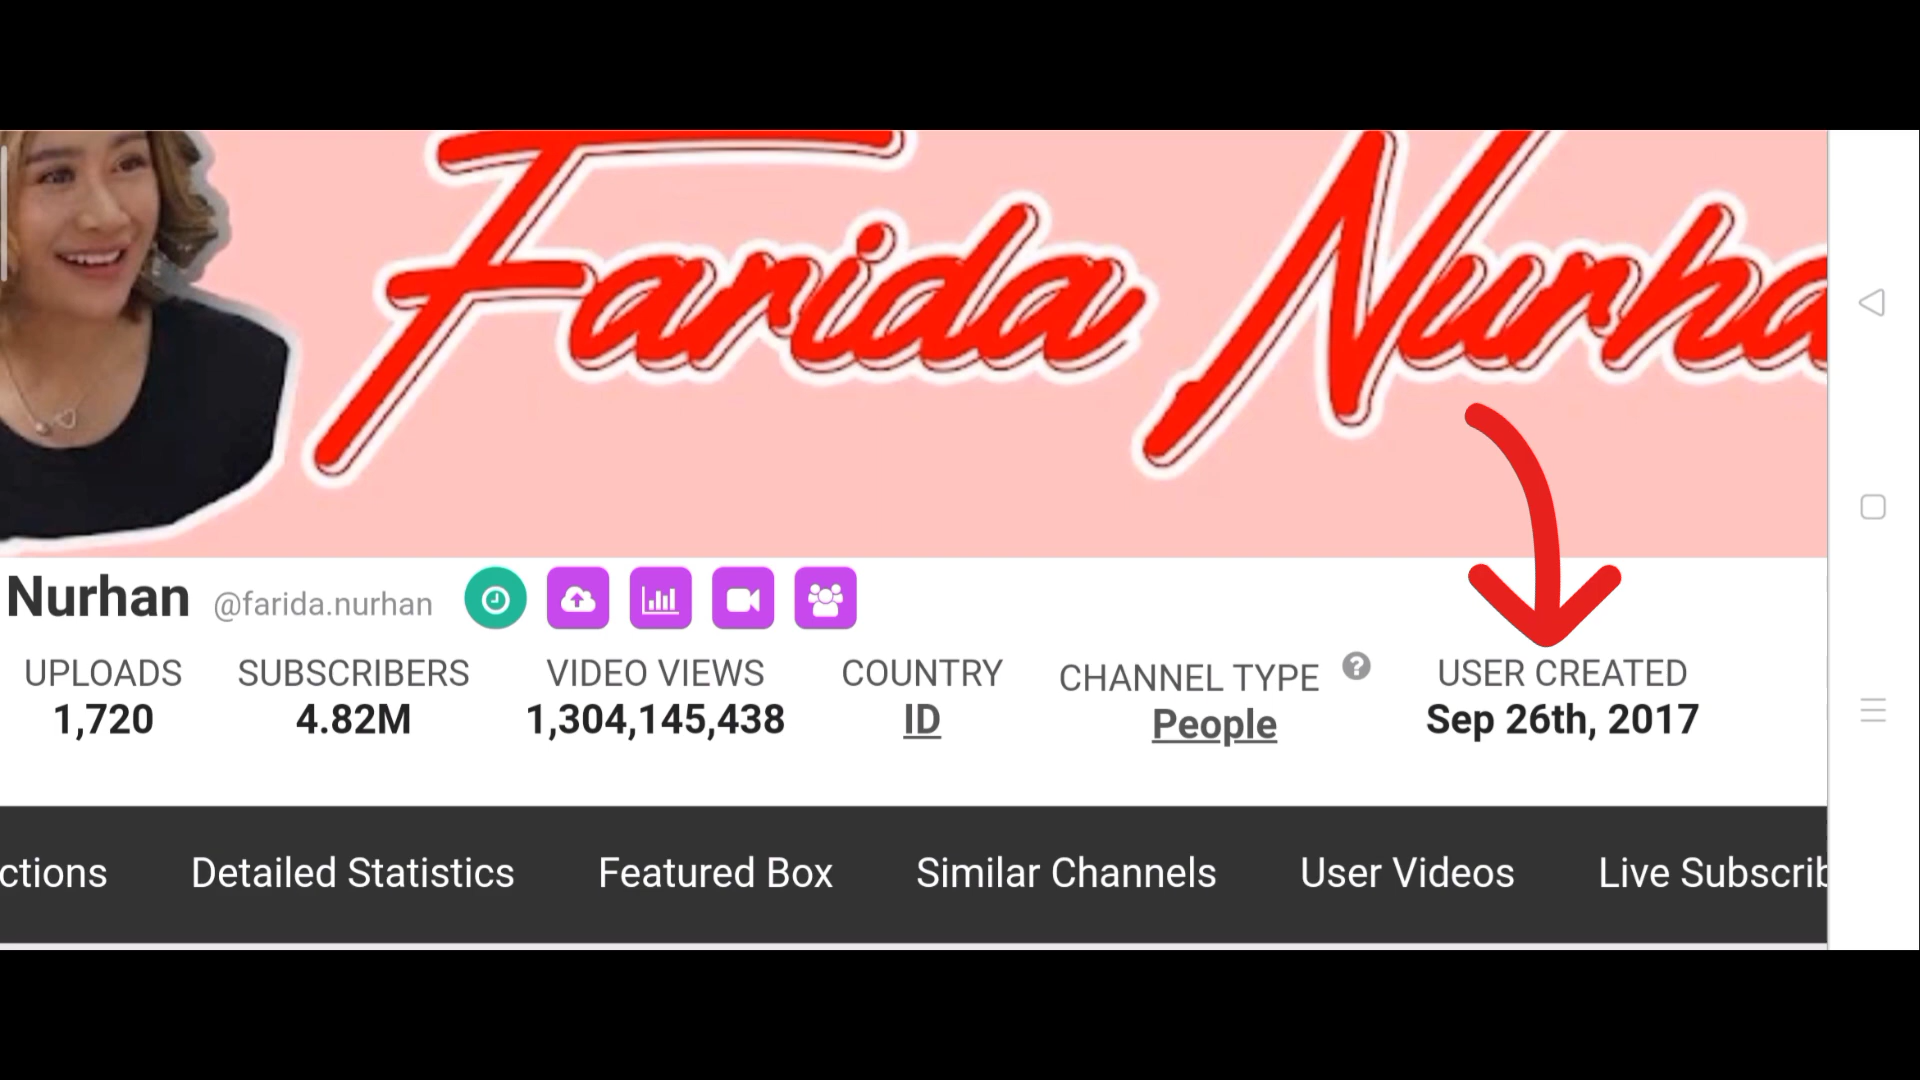 Farida Nurha
Nurhan @farida.nurhan
UPLOADS SUBSCRIBERS VIDEO VIEWS COUNTRY CHANNEL TYPE ? USER CREATED
1,720 4.82M 1,304,145,438 ID People Sep 26th, 2017
ctions Detailed Statistics Featured Box Similar Channels User Videos Live Subscrib